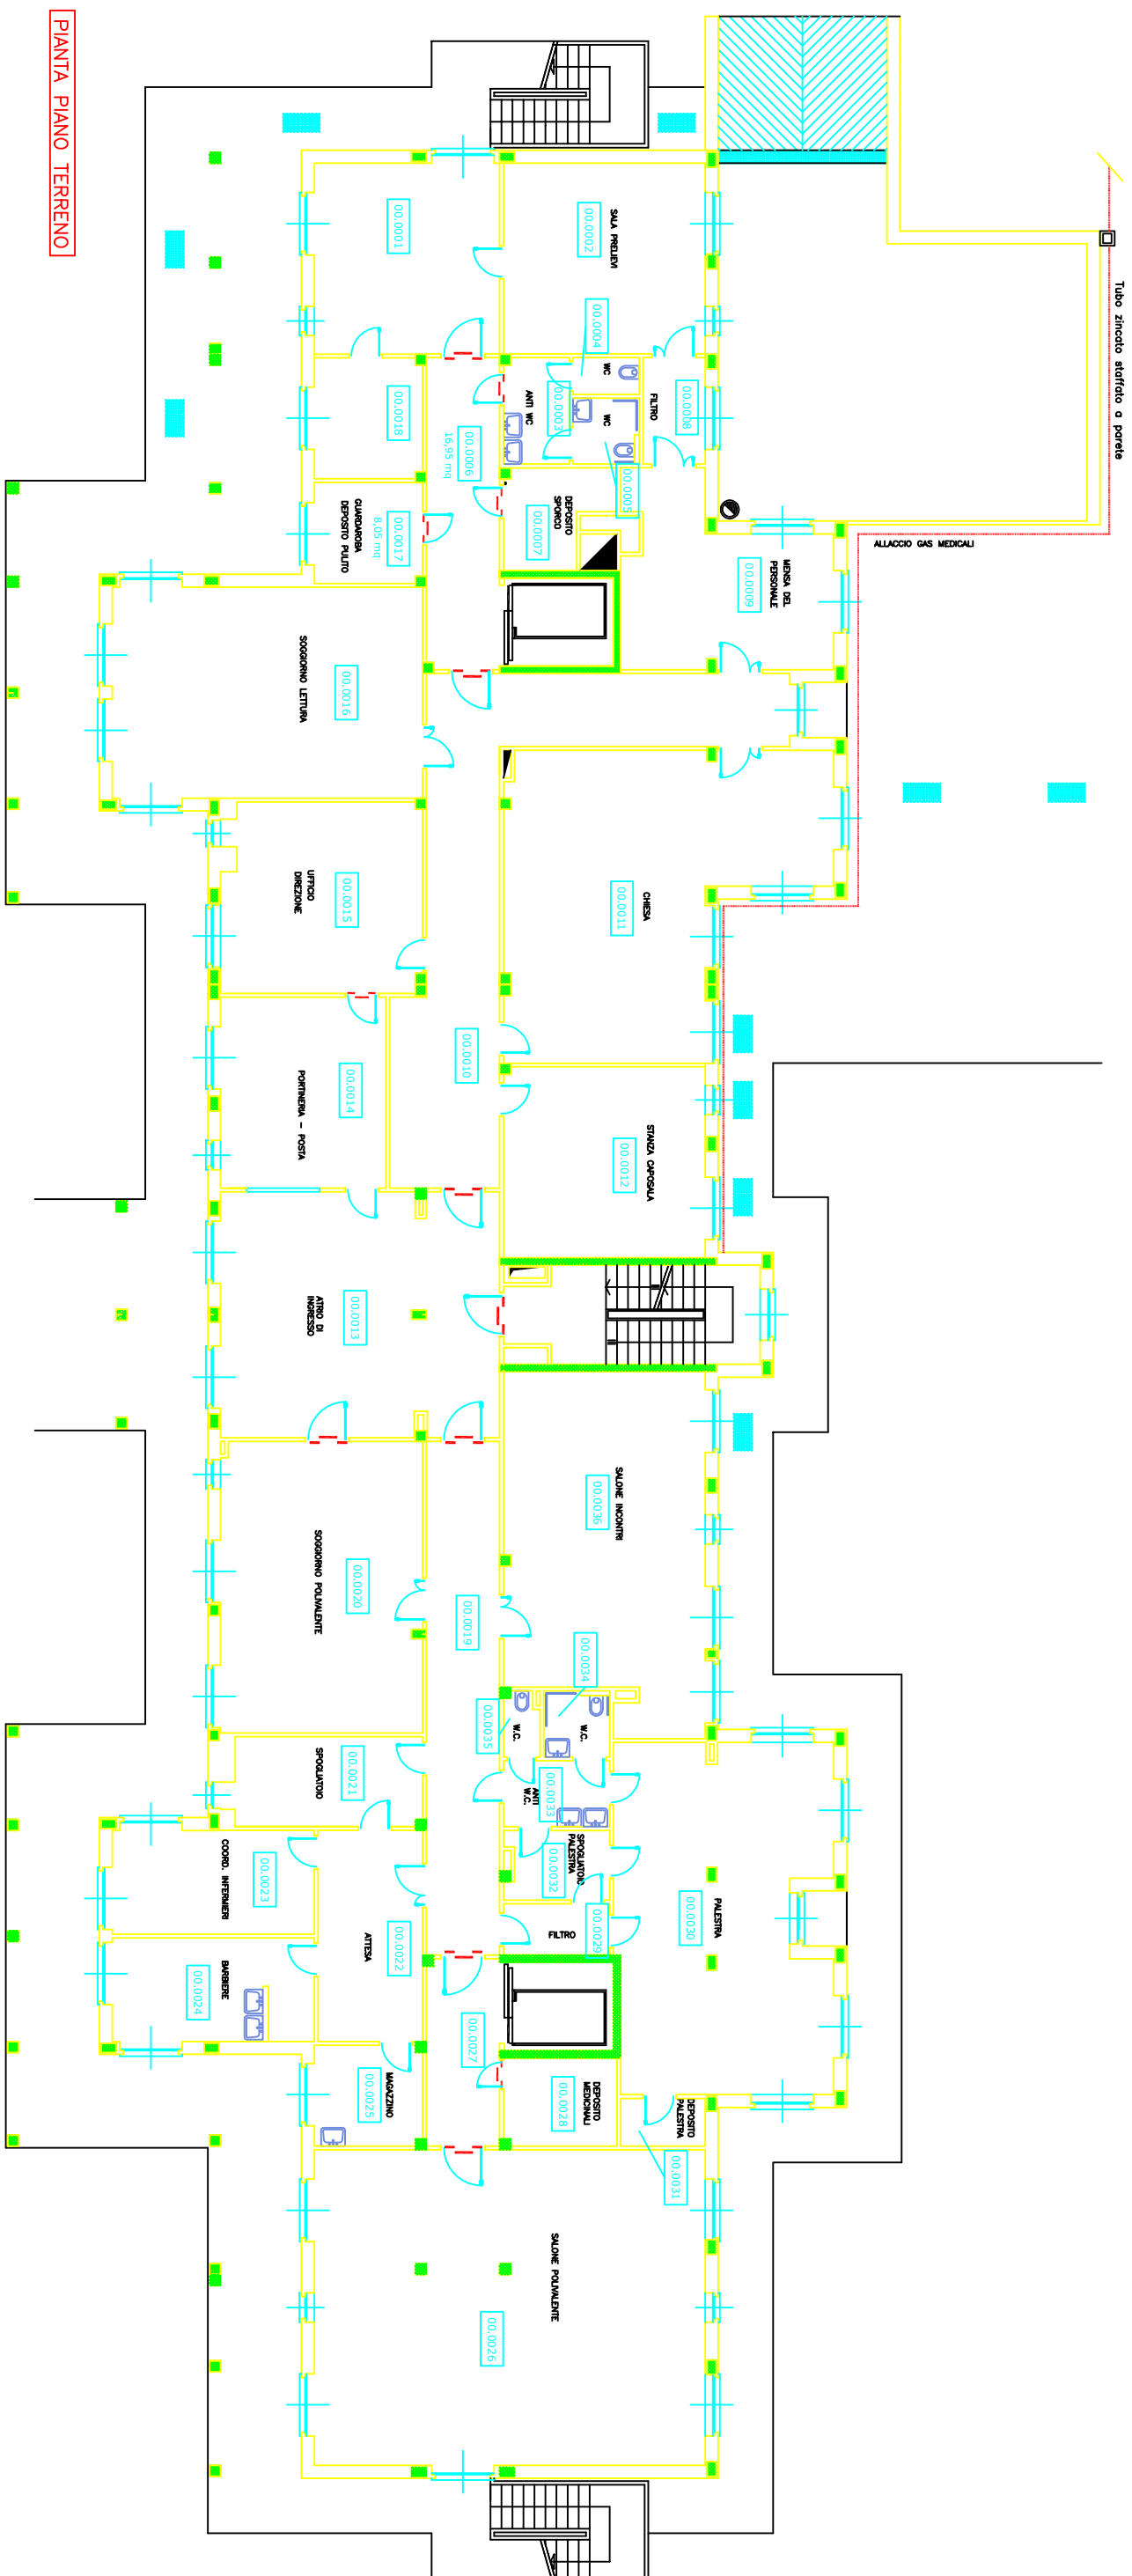 PIANTA PIANO TERRENO
Tubo zincato staffato a parete
ALLACCIO GAS MEDICALI
00.0001
SALA PRELIEVI
00.0002
00.0004
WC
ANTI WC
00.0003
WC
00.0005
FILTRO
00.0008
00.0018
00.0006
16,95 mq
DEPOSITO
SPORCO
00.0007
GUARDAROBA
DEPOSITO PULITO
00.0017
8,05 mq
MENSA DEL
PERSONALE
00.0009
SOGGIORNO LETTURA
00.0016
UFFICIO
DIREZIONE
00.0015
CHIESA
00.0011
00.0010
PORTINERIA - POSTA
00.0014
STANZA CAPOSALA
00.0012
ATRIO DI
INGRESSO
00.0013
SALONE INCONTRI
00.0036
SOGGIORNO POLIVALENTE
00.0020
00.0019
00.0034
W.C.
00.0035
W.C.
ANTI
W.C.
00.0033
SPOGLIATOIO
00.0021
SPOGLIATOIO
PALESTRA
00.0032
COORD. INFERMIERI
00.0023
PALESTRA
00.0030
FILTRO
00.0029
ATTESA
00.0022
BARBIERE
00.0024
00.0027
MAGAZZINO
00.0025
DEPOSITO
MEDICINALI
00.0028
DEPOSITO
PALESTRA
00.0031
SALONE POLIVALENTE
00.0026